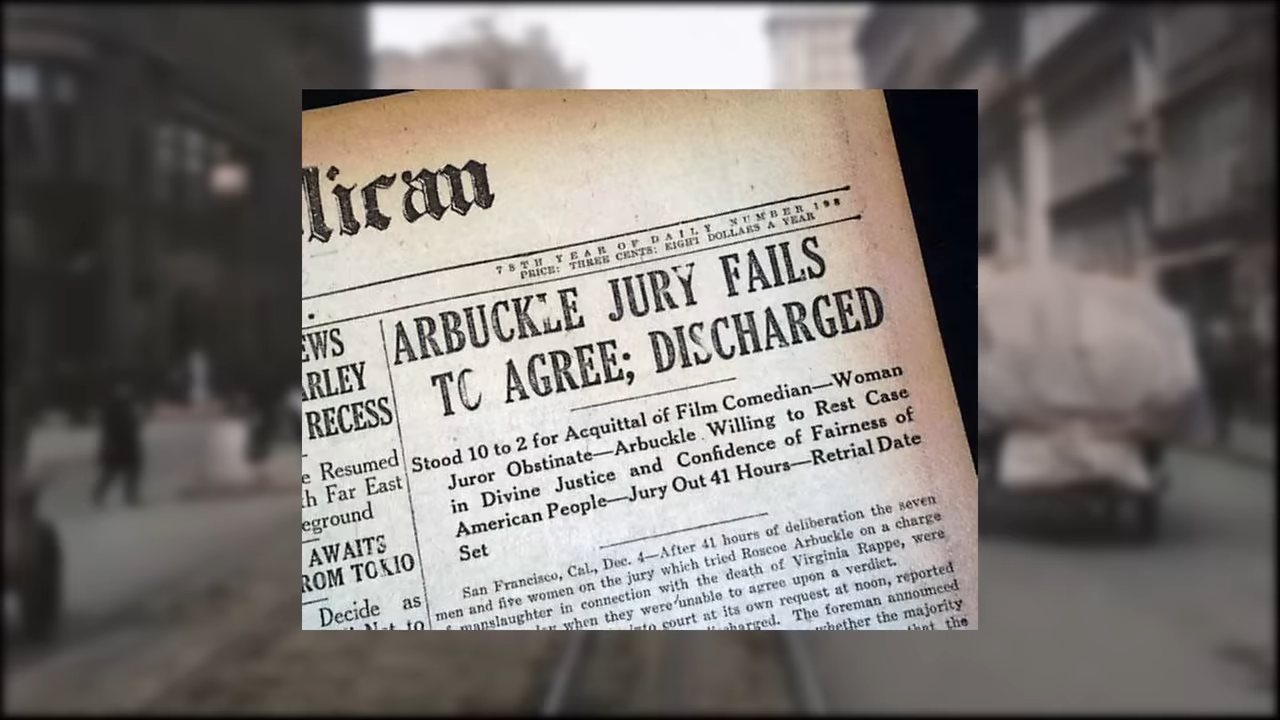 lican
78TH YEAR OF DAILY NUMBER 198
PRICE: THREE CENTS: EIGHT DOLLARS A YEAR
EWS
ARLEY
RECESS
e Resumed
h Far East
eground
AWAITS
ROM TOKIO
Decide as
Not to
ARBUCKLE JURY FAILS
TO AGREE; DISCHARGED
Stood 10 to 2 for Acquittal of Film Comedian—Woman
Juror Obstinate—Arbuckle Willing to Rest Case
in Divine Justice and Confidence of Fairness of
American People—Jury Out 41 Hours—Retrial Date
Set
San Francisco, Cal., Dec. 4—After 41 hours of deliberation the seven
men and five women on the jury which tried Roscoe Arbuckle on a charge
f manslaughter in connection with the death of Virginia Rappe, were
when they were unable to agree upon a verdict.
into court at its own request at noon, reported
harged. The foreman announced
whether the majority
that the